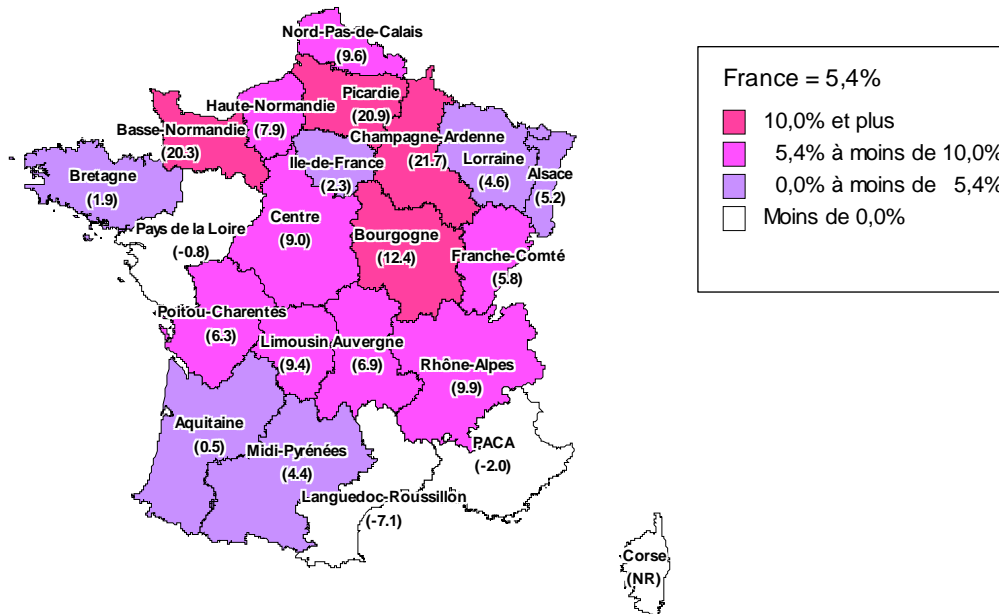 Nord-Pas-de-Calais
(9.6)
Haute-Normandie
(7.9)
Picardie
(20.9)
Basse-Normandie
(20.3)
Champagne-Ardenne
(21.7)
Ile-de-France
(2.3)
Lorraine
(4.6)
Alsace
(5.2)
Bretagne
(1.9)
Pays de la Loire
(-0.8)
Centre
(9.0)
Bourgogne
(12.4)
Franche-Comté
(5.8)
Poitou-Charentes
(6.3)
Limousin
(9.4)
Auvergne
(6.9)
Rhône-Alpes
(9.9)
Aquitaine
(0.5)
Midi-Pyrénées
(4.4)
Languedoc-Roussillon
(-7.1)
PACA
(-2.0)
Corse
(NR)
France = 5,4%
10,0% et plus
5,4% à moins de 10,0%
0,0% à moins de 5,4%
Moins de 0,0%